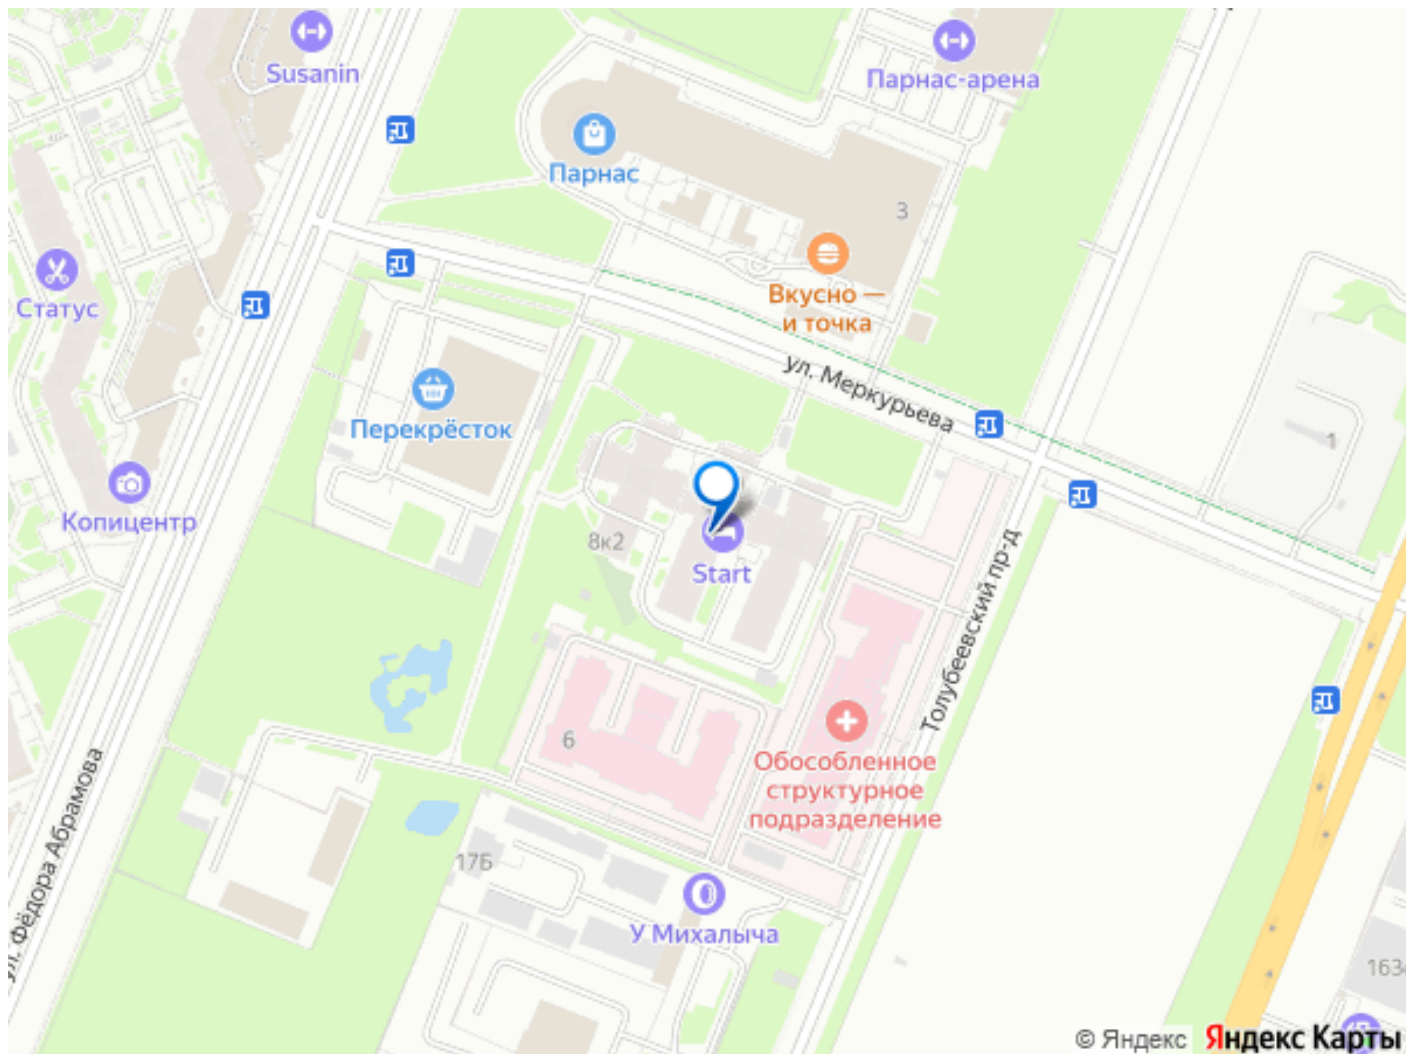 Susanin
Парнас-арена
Парнас
3
Статус
Вкусно —
и точка
ул. Меркурьева
Перекрёсток
1
Копицентр
8к2
Start
Толубеевский пр-д
6
Обособленное
структурное
подразделение
ул. Фёдора Абрамова
17Б
У Михалыча
© Яндекс Яндекс Карты